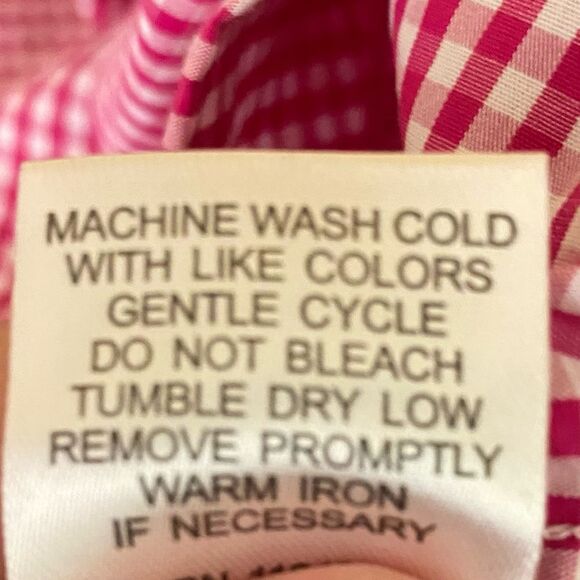 MACHINE WASH COLD
WITH LIKE COLORS
GENTLE CYCLE
DO NOT BLEACH
TUMBLE DRY LOW
REMOVE PROMPTLY
WARM IRON
IF NECESSARY